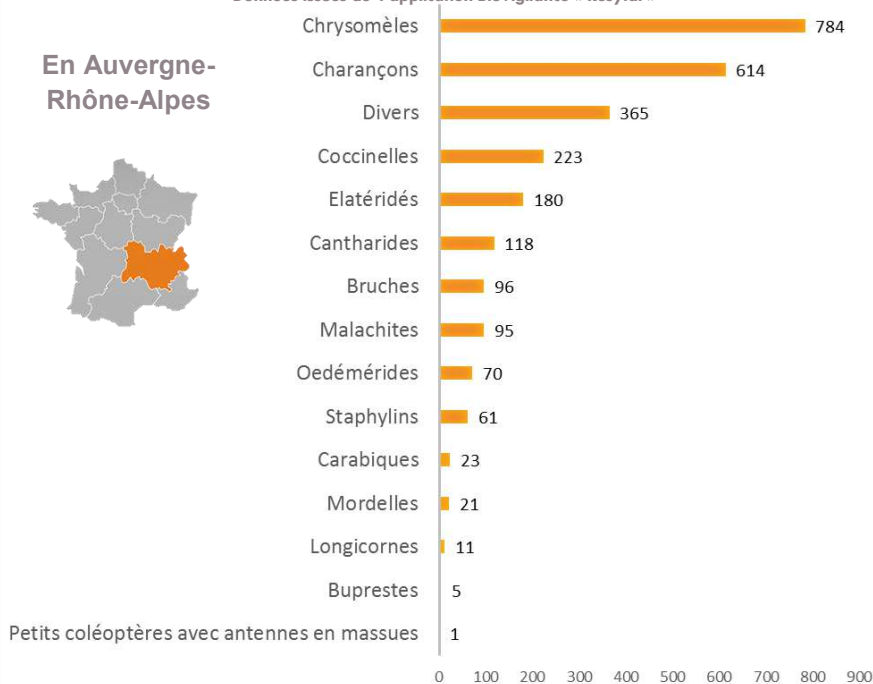 En Auvergne-
Rhône-Alpes
Chrysomèles 784
Charançons 614
Divers 365
Coccinelles 223
Elatéridés 180
Cantharides 118
Bruches 96
Malachites 95
Oedémérides 70
Staphylins 61
Carabiques 23
Mordelles 21
Longicornes 11
Buprestes 5
Petits coléoptères avec antennes en massues 1
0 100 200 300 400 500 600 700 800 900